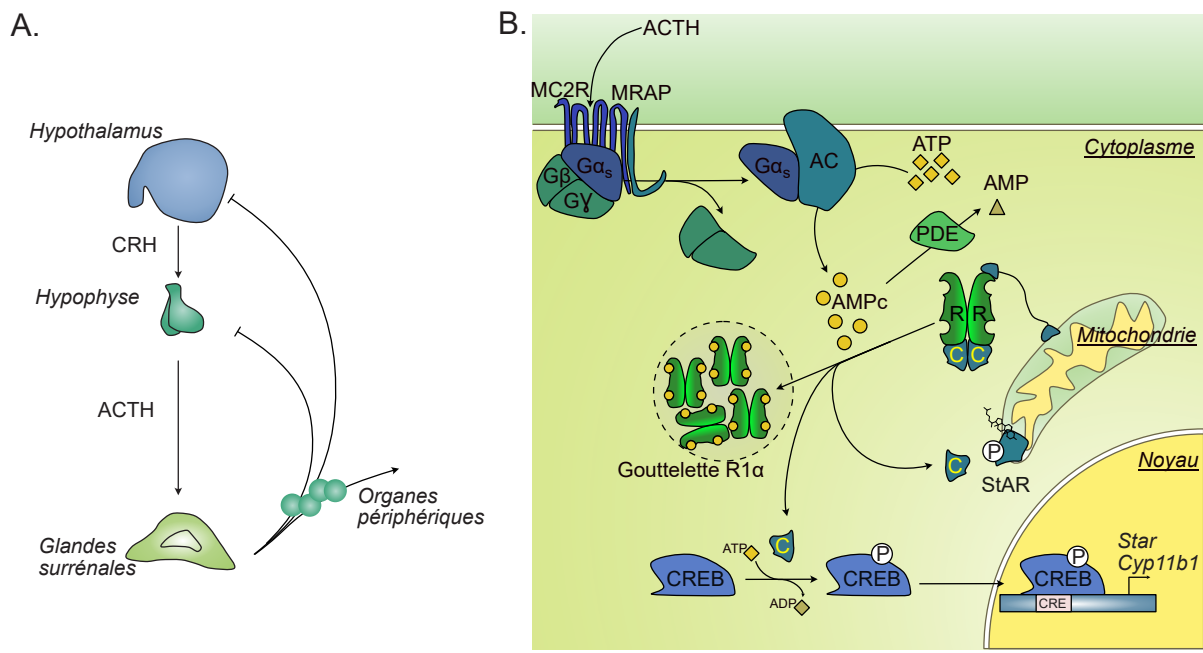 A.
Hypothalamus
CRH
Hypophyse
ACTH
Glandes
surrénales
Organes
périphériques
B.
ACTH
MC2R
MRAP
Gβ
Gαs
Gγ
Gαs
AC
ATP
Cytoplasme
AMP
PDE
AMPc
R
R
C
C
Mitochondrie
Gouttelette R1α
C
P
StAR
Noyau
C
CREB
ATP
ADP
P
CREB
P
CREB
CRE
Star
Cyp11b1